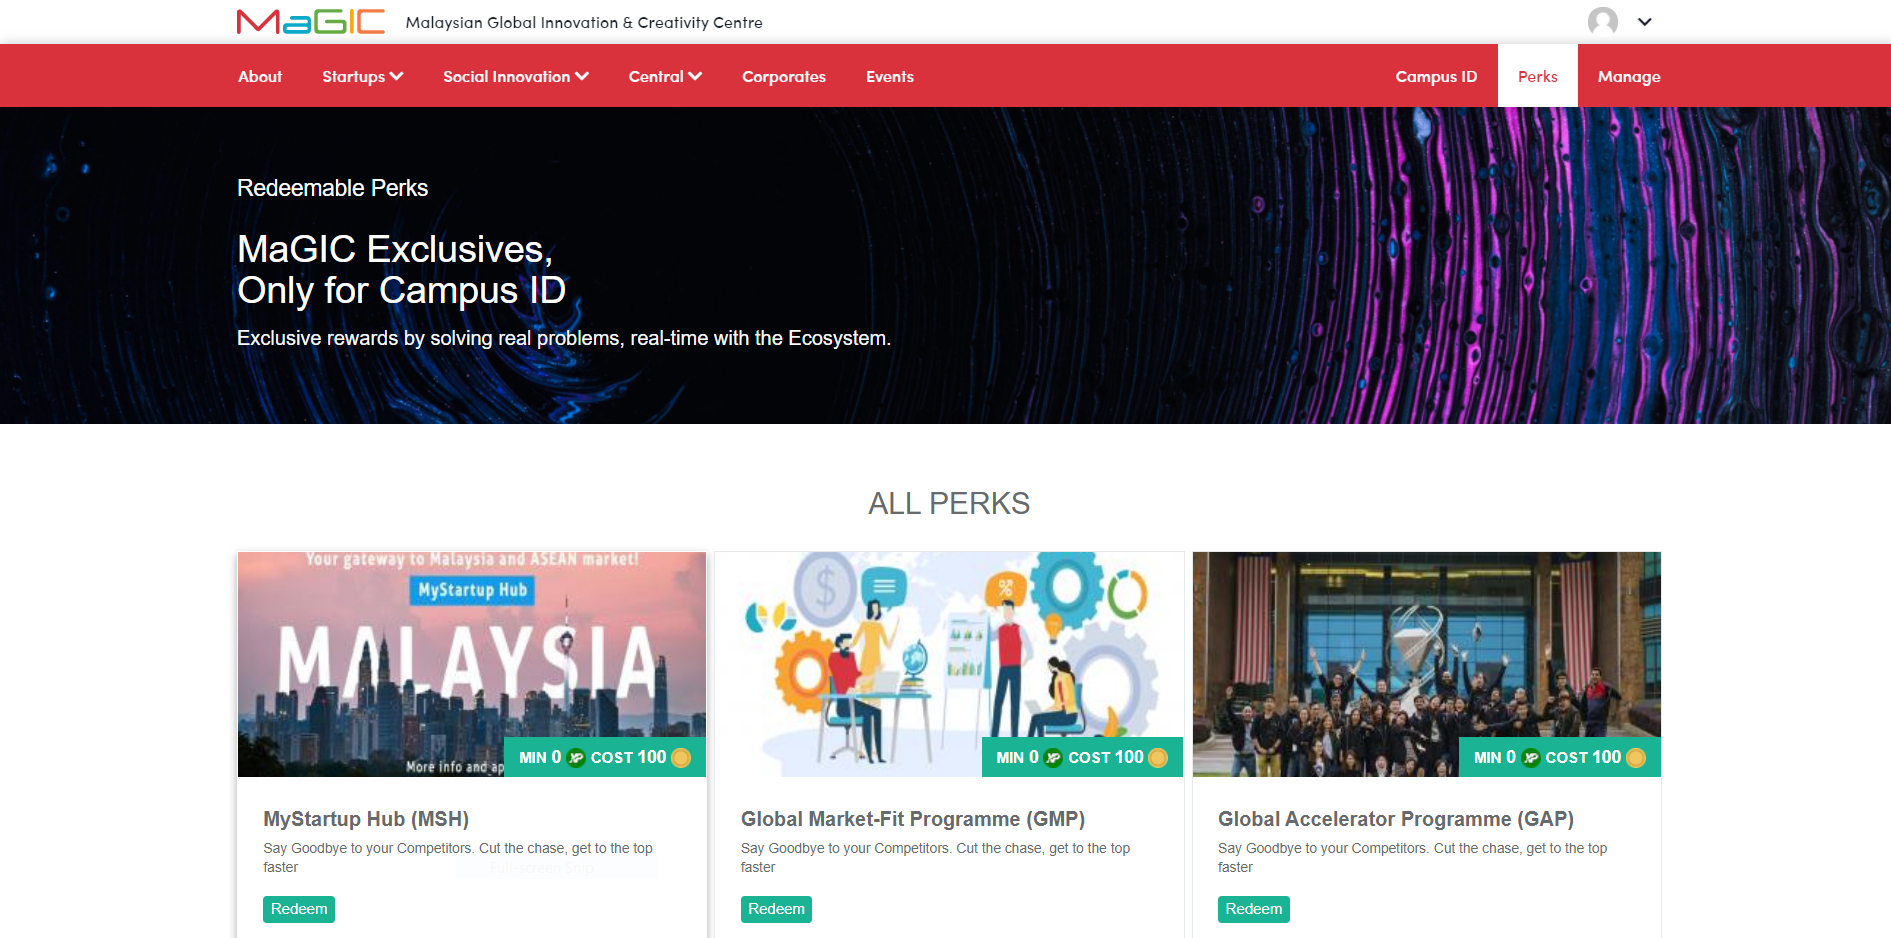 MaGIC Malaysian Global Innovation & Creativity Centre
About Startups Social Innovation Central Corporates Events Campus ID Perks Manage
Redeemable Perks
MaGIC Exclusives,
Only for Campus ID
Exclusive rewards by solving real problems, real-time with the Ecosystem.
ALL PERKS
Your gateway to Malaysia and ASEAN market!
MyStartup Hub
MALAYSIA
More info and ap
MIN 0 XP COST 100
MyStartup Hub (MSH)
Say Goodbye to your Competitors. Cut the chase, get to the top
faster
Redeem
MIN 0 XP COST 100
Global Market-Fit Programme (GMP)
Say Goodbye to your Competitors. Cut the chase, get to the top
faster
Redeem
MIN 0 XP COST 100
Global Accelerator Programme (GAP)
Say Goodbye to your Competitors. Cut the chase, get to the top
faster
Redeem